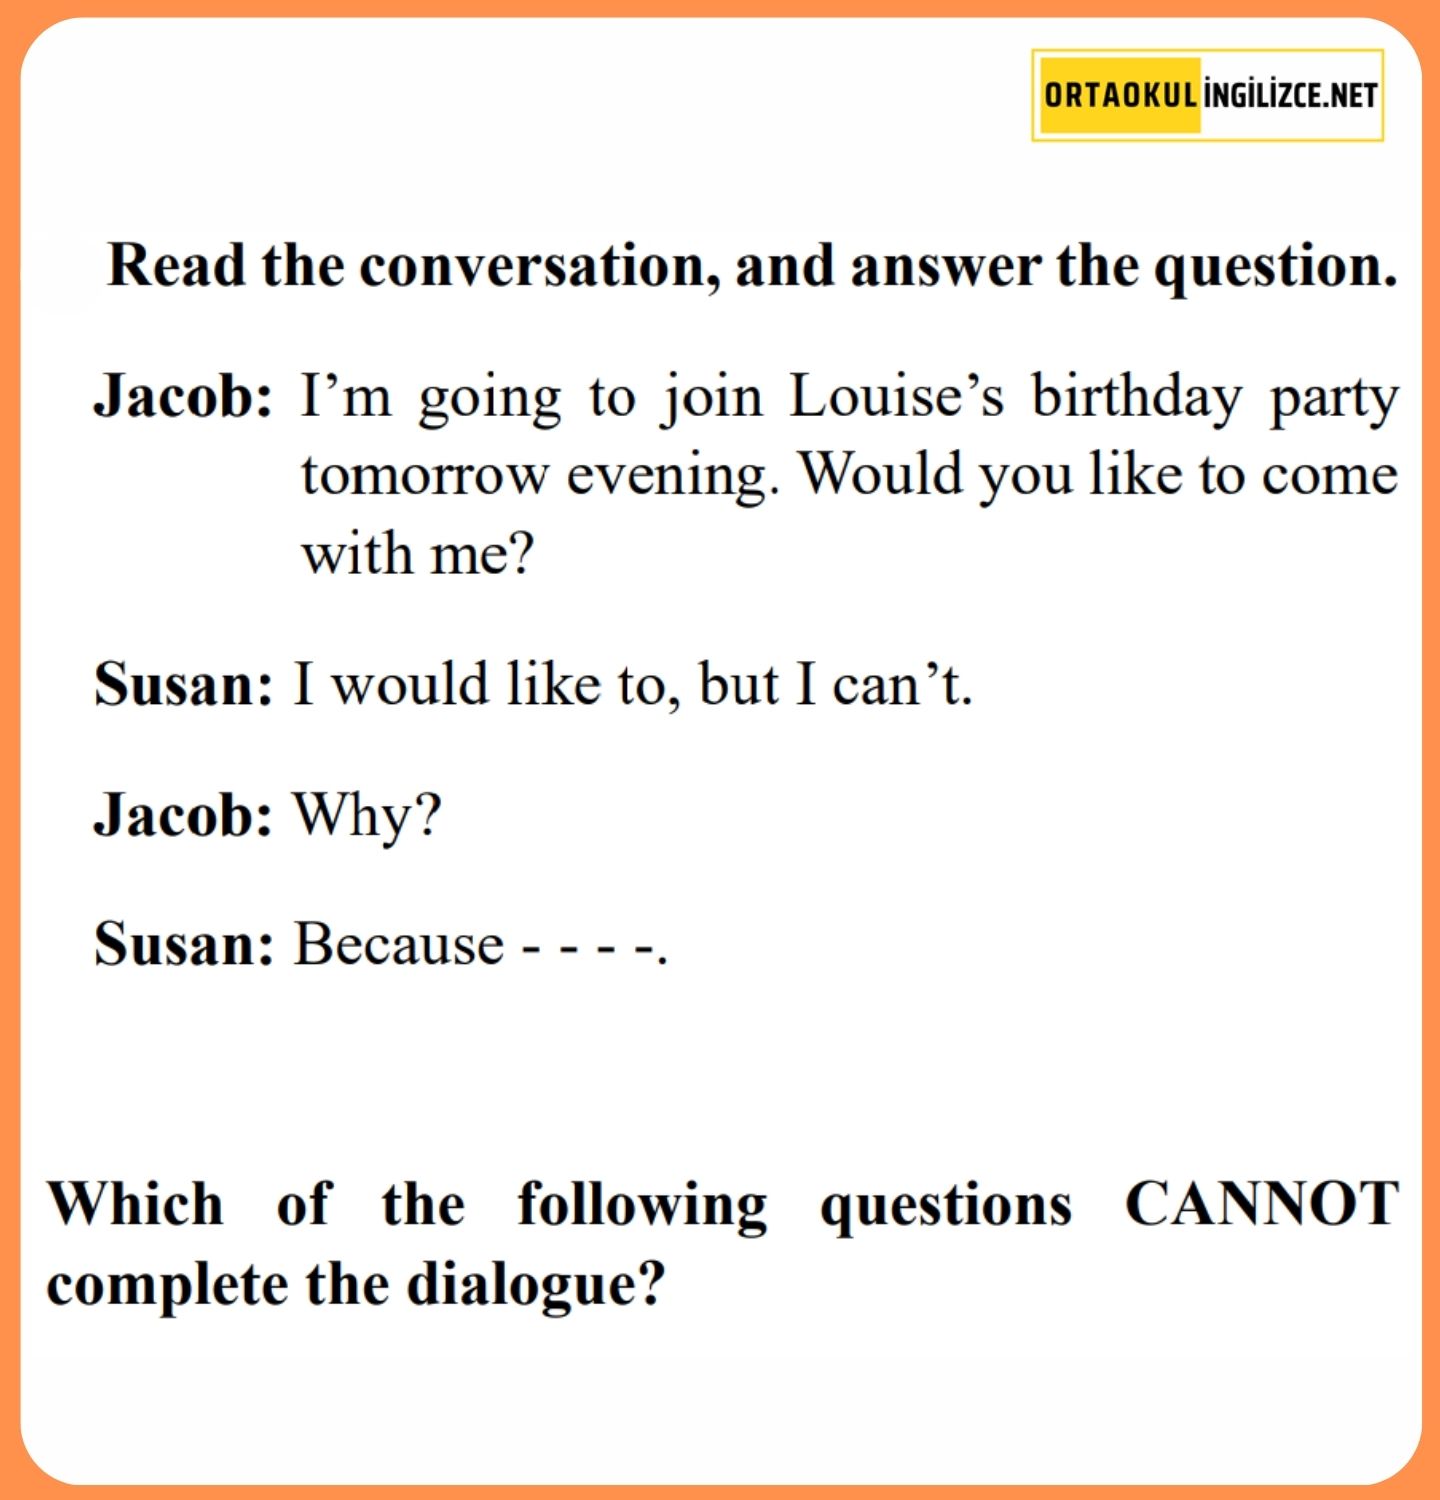 ORTAOKUL İNGİLİZCE.NET
Read the conversation, and answer the question.
Jacob: I’m going to join Louise’s birthday party
tomorrow evening. Would you like to come
with me?
Susan: I would like to, but I can’t.
Jacob: Why?
Susan: Because - - - -.
Which of the following questions CANNOT
complete the dialogue?